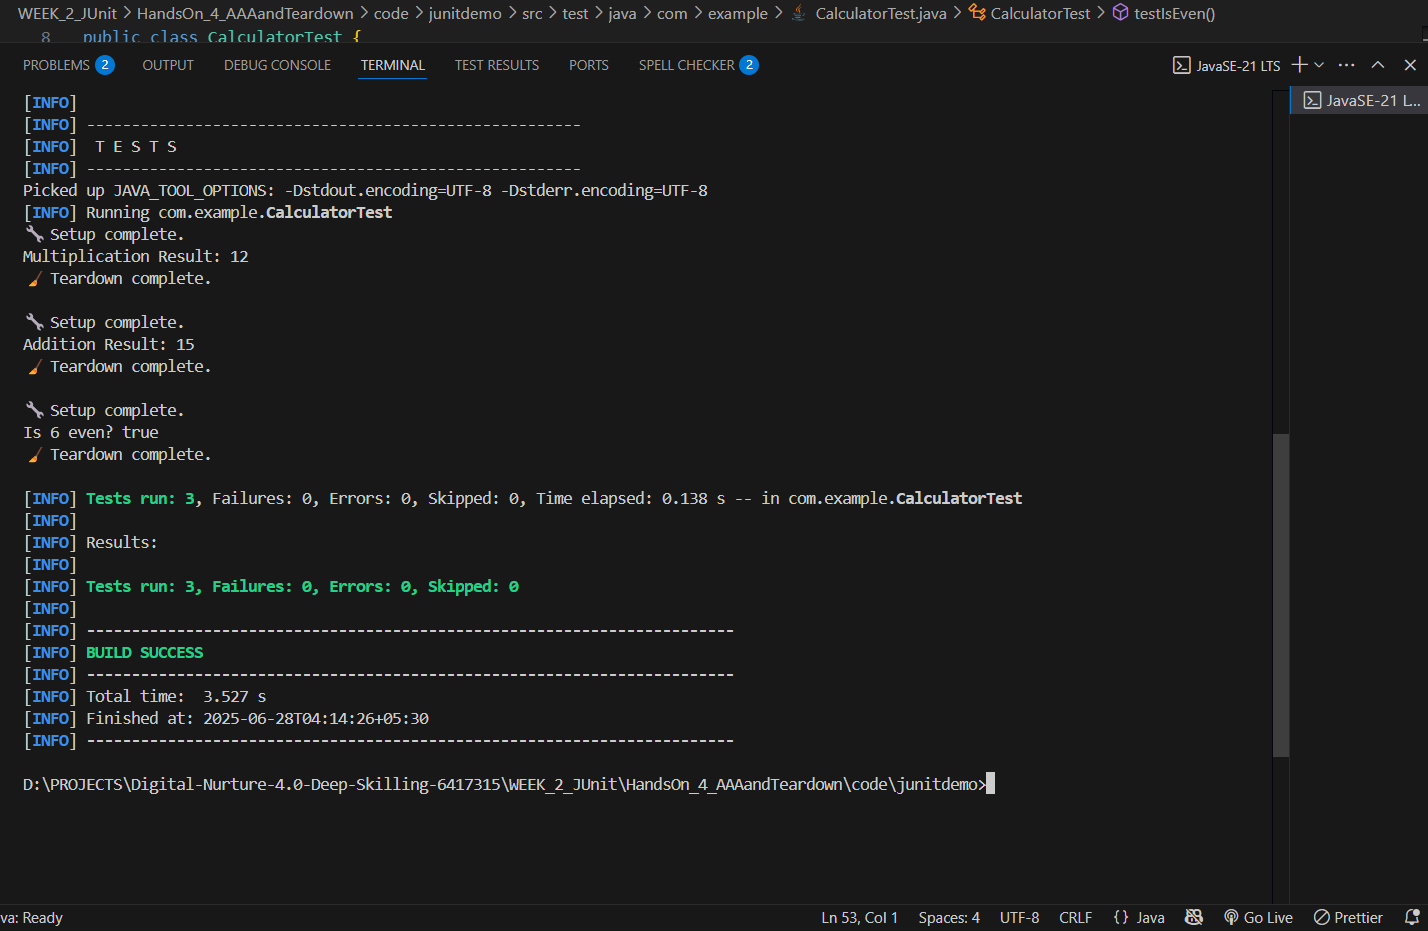 WEEK_2_JUnit > HandsOn_4_AAAandTeardown > code > junitdemo > src > test > java > com > example > CalculatorTest.java > CalculatorTest > testIsEven()
8 public class CalculatorTest {
PROBLEMS 2 OUTPUT DEBUG CONSOLE TERMINAL TEST RESULTS PORTS SPELL CHECKER 2 JavaSE-21 LTS
JavaSE-21 L...
[INFO]
[INFO] -------------------------------------------------------
[INFO]  T E S T S
[INFO] -------------------------------------------------------
Picked up JAVA_TOOL_OPTIONS: -Dstdout.encoding=UTF-8 -Dstderr.encoding=UTF-8
[INFO] Running com.example.CalculatorTest
🔧 Setup complete.
Multiplication Result: 12
🧹 Teardown complete.
🔧 Setup complete.
Addition Result: 15
🧹 Teardown complete.
🔧 Setup complete.
Is 6 even? true
🧹 Teardown complete.
[INFO] Tests run: 3, Failures: 0, Errors: 0, Skipped: 0, Time elapsed: 0.138 s -- in com.example.CalculatorTest
[INFO]
[INFO] Results:
[INFO]
[INFO] Tests run: 3, Failures: 0, Errors: 0, Skipped: 0
[INFO]
[INFO] ------------------------------------------------------------------------
[INFO] BUILD SUCCESS
[INFO] ------------------------------------------------------------------------
[INFO] Total time:  3.527 s
[INFO] Finished at: 2025-06-28T04:14:26+05:30
[INFO] ------------------------------------------------------------------------
D:\PROJECTS\Digital-Nurture-4.0-Deep-Skilling-6417315\WEEK_2_JUnit\HandsOn_4_AAAandTeardown\code\junitdemo>
va: Ready Ln 53, Col 1 Spaces: 4 UTF-8 CRLF {} Java Go Live Prettier